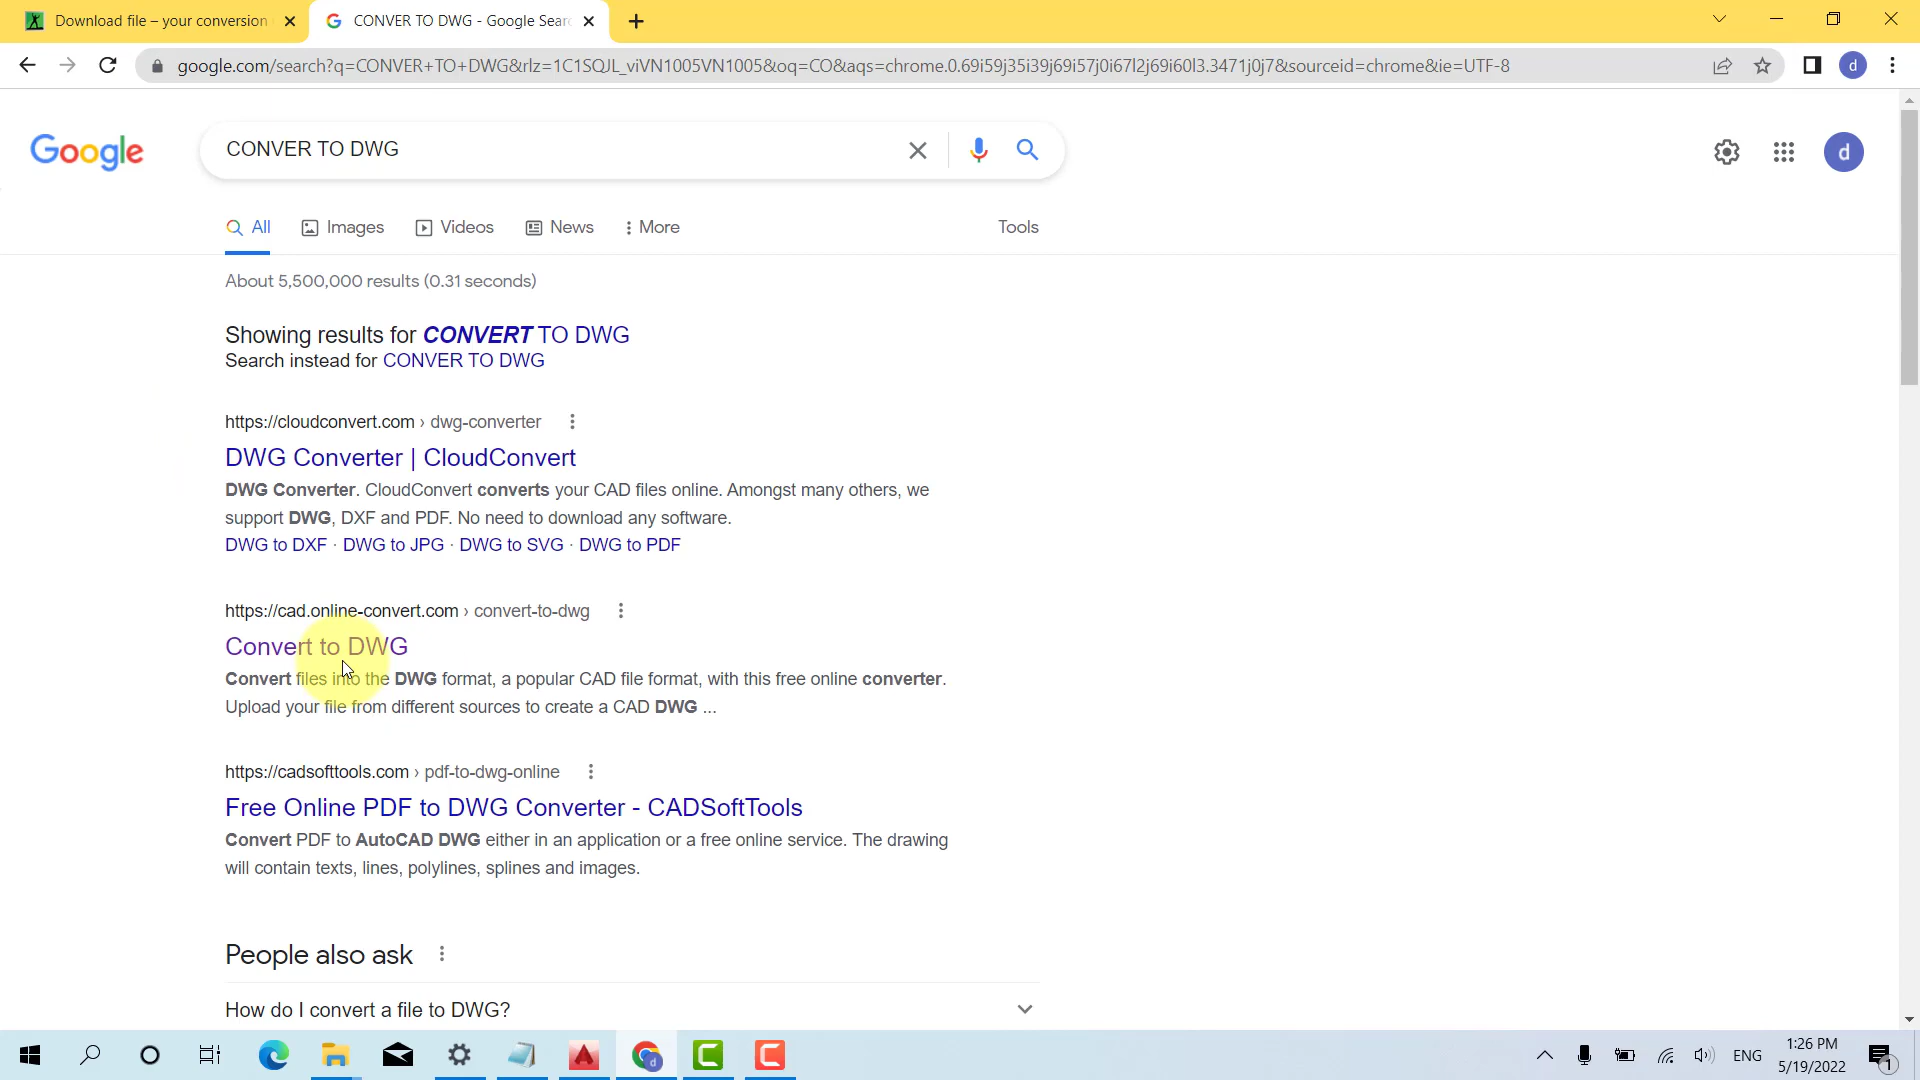 Download file – your conversion
CONVER TO DWG - Google Sear
google.com/search?q=CONVER+TO+DWG&rlz=1C1SQJL_viVN1005VN1005&oq=CO&aqs=chrome.0.69i59j35i39j69i57j0i67l2j69i60l3.3471j0j7&sourceid=chrome&ie=UTF-8
d
Google
CONVER TO DWG
d
All
Images
Videos
News
More
Tools
About 5,500,000 results (0.31 seconds)
Showing results for CONVERT TO DWG
Search instead for CONVER TO DWG
https://cloudconvert.com › dwg-converter
DWG Converter | CloudConvert
DWG Converter. CloudConvert converts your CAD files online. Amongst many others, we
support DWG, DXF and PDF. No need to download any software.
DWG to DXF · DWG to JPG · DWG to SVG · DWG to PDF
https://cad.online-convert.com › convert-to-dwg
Convert to DWG
Convert files into the DWG format, a popular CAD file format, with this free online converter.
Upload your file from different sources to create a CAD DWG ...
https://cadsofttools.com › pdf-to-dwg-online
Free Online PDF to DWG Converter - CADSoftTools
Convert PDF to AutoCAD DWG either in an application or a free online service. The drawing
will contain texts, lines, polylines, splines and images.
People also ask
How do I convert a file to DWG?
ENG
1:26 PM
5/19/2022
1